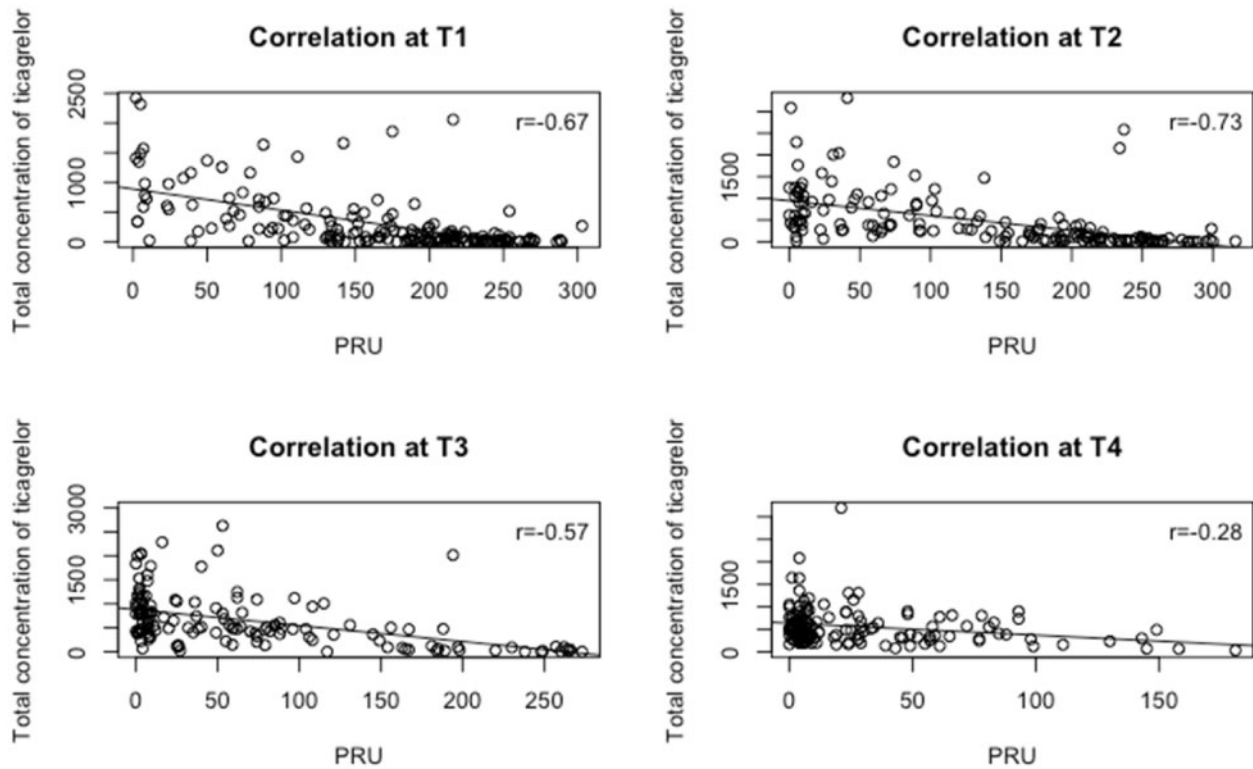 Correlation at T1
Total concentration of ticagrelor
2500
1000
0
r=-0.67
0 50 100 150 200 250 300
PRU
Correlation at T2
Total concentration of ticagrelor
1500
0
r=-0.73
0 50 100 150 200 250 300
PRU
Correlation at T3
Total concentration of ticagrelor
3000
1500
0
r=-0.57
0 50 100 150 200 250
PRU
Correlation at T4
Total concentration of ticagrelor
1500
0
r=-0.28
0 50 100 150
PRU